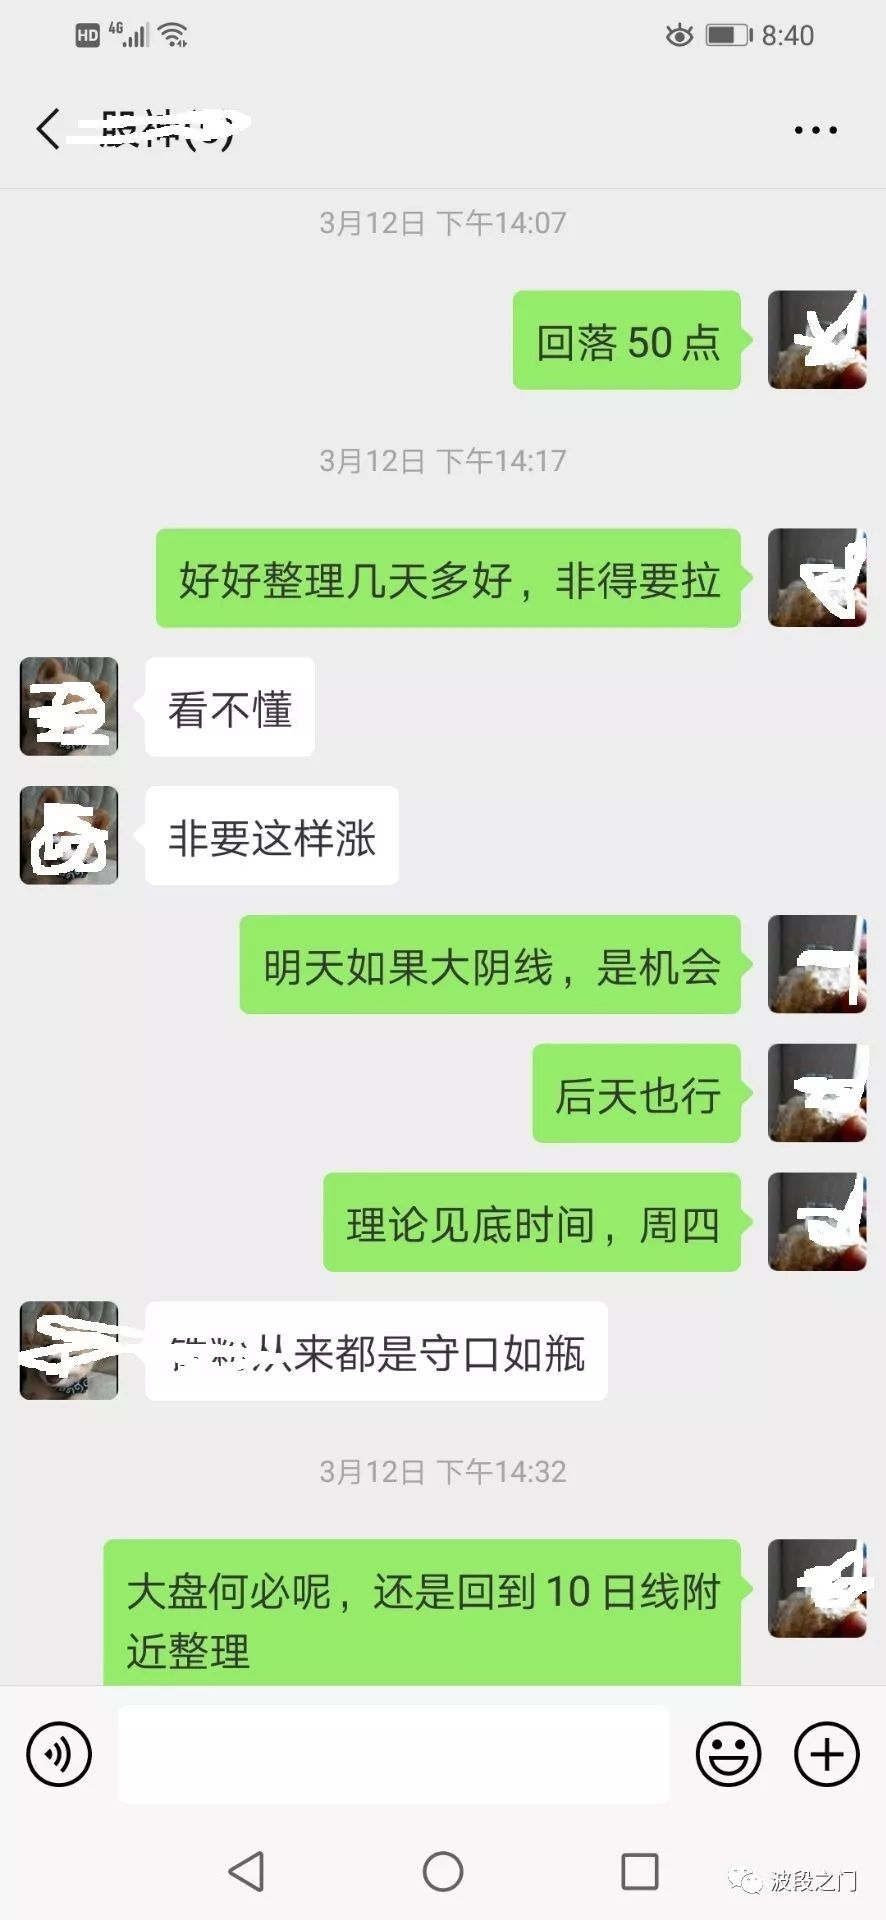 HD 4G 8:40
3月12日 下午14:07
回落50点
3月12日 下午14:17
好好整理几天多好，非得要拉
看不懂
非要这样涨
明天如果大阴线，是机会
后天也行
理论见底时间，周四
从来都是守口如瓶
3月12日 下午14:32
大盘何必呢，还是回到10日线附
近整理
波段之门